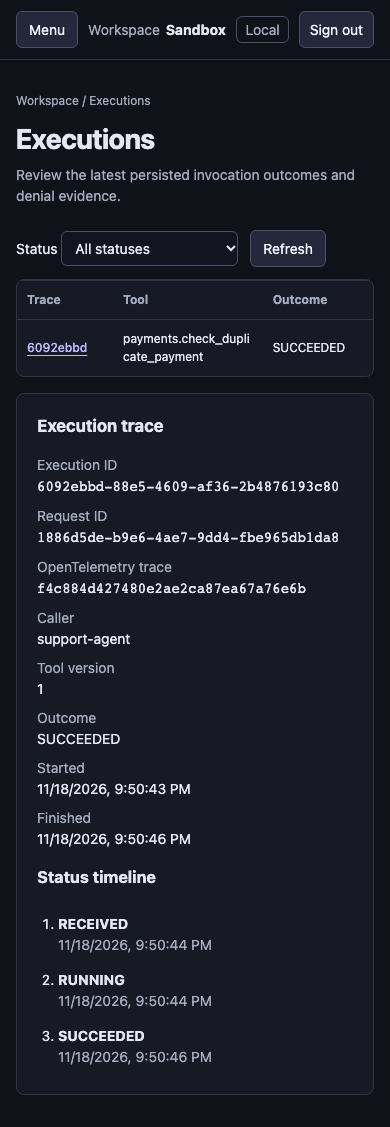 Menu Workspace Sandbox Local Sign out
Workspace / Executions
Executions
Review the latest persisted invocation outcomes and
denial evidence.
Status All statuses Refresh
Trace Tool Outcome
6092ebbd payments.check_dupli
cate_payment SUCCEEDED
Execution trace
Execution ID
6092ebbd-88e5-4609-af36-2b4876193c80
Request ID
1886d5de-b9e6-4ae7-9dd4-fbe965db1da8
OpenTelemetry trace
f4c884d427480e2ae2ca87ea67a76e6b
Caller
support-agent
Tool version
1
Outcome
SUCCEEDED
Started
11/18/2026, 9:50:43 PM
Finished
11/18/2026, 9:50:46 PM
Status timeline
1. RECEIVED
11/18/2026, 9:50:44 PM
2. RUNNING
11/18/2026, 9:50:44 PM
3. SUCCEEDED
11/18/2026, 9:50:46 PM